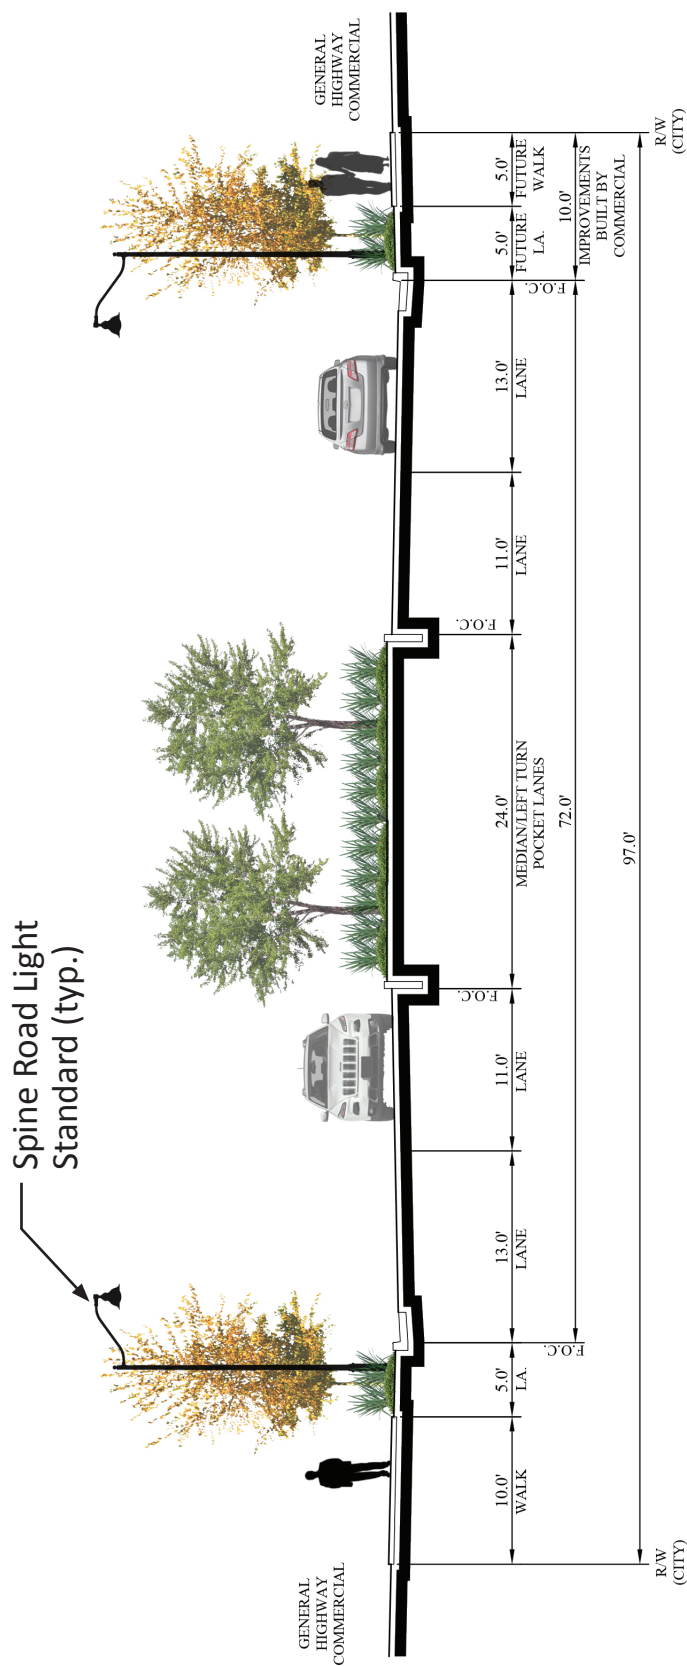 Spine Road Light
Standard (typ.)
GENERAL
HIGHWAY
COMMERCIAL
GENERAL
HIGHWAY
COMMERCIAL
10.0'
WALK
5.0'
L.A.
13.0'
LANE
11.0'
LANE
24.0'
MEDIAN/LEFT TURN
POCKET LANES
11.0'
LANE
13.0'
LANE
5.0'
FUTURE
L.A.
5.0'
FUTURE
WALK
F.O.C.
F.O.C.
F.O.C.
F.O.C.
72.0'
10.0'
IMPROVEMENTS
BUILT BY
COMMERCIAL
97.0'
R/W
(CITY)
R/W
(CITY)